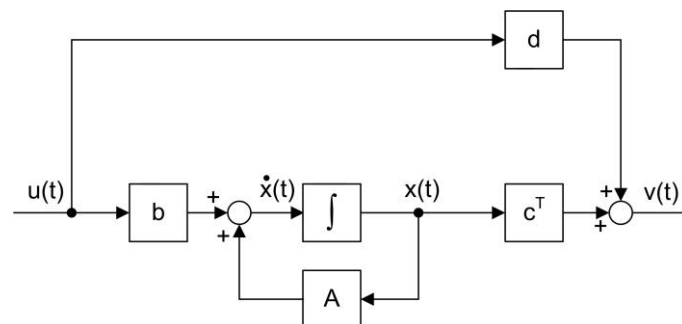 d
u(t)
b
+
+
ẋ(t)
∫
x(t)
cᵀ
+
+
v(t)
A